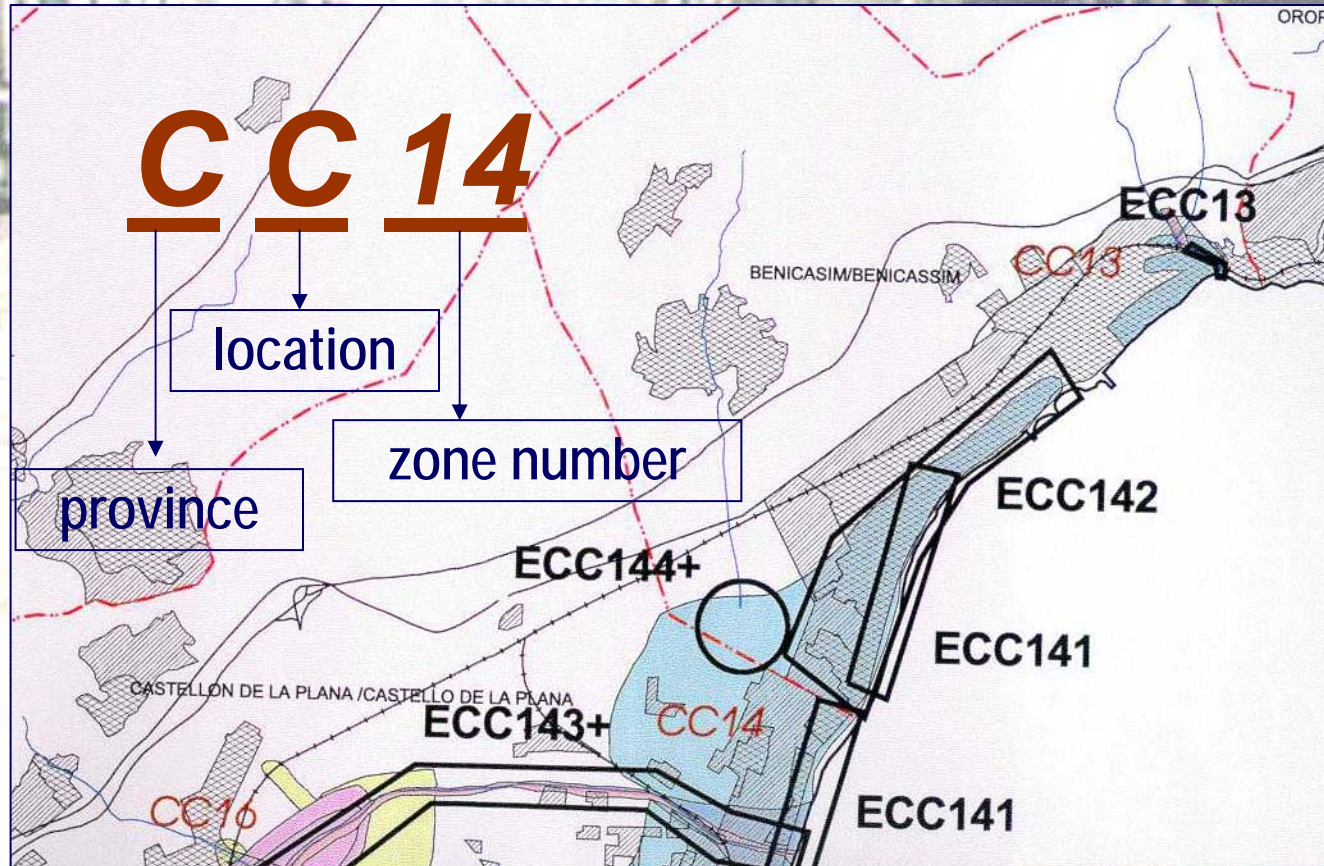 OROP
C C 14
location
zone number
province
ECC13
CC13
BENICASIM/BENICASSIM
ECC142
ECC144+
ECC141
CASTELLON DE LA PLANA /CASTELLO DE LA PLANA
ECC143+
CC14
CC16
ECC141